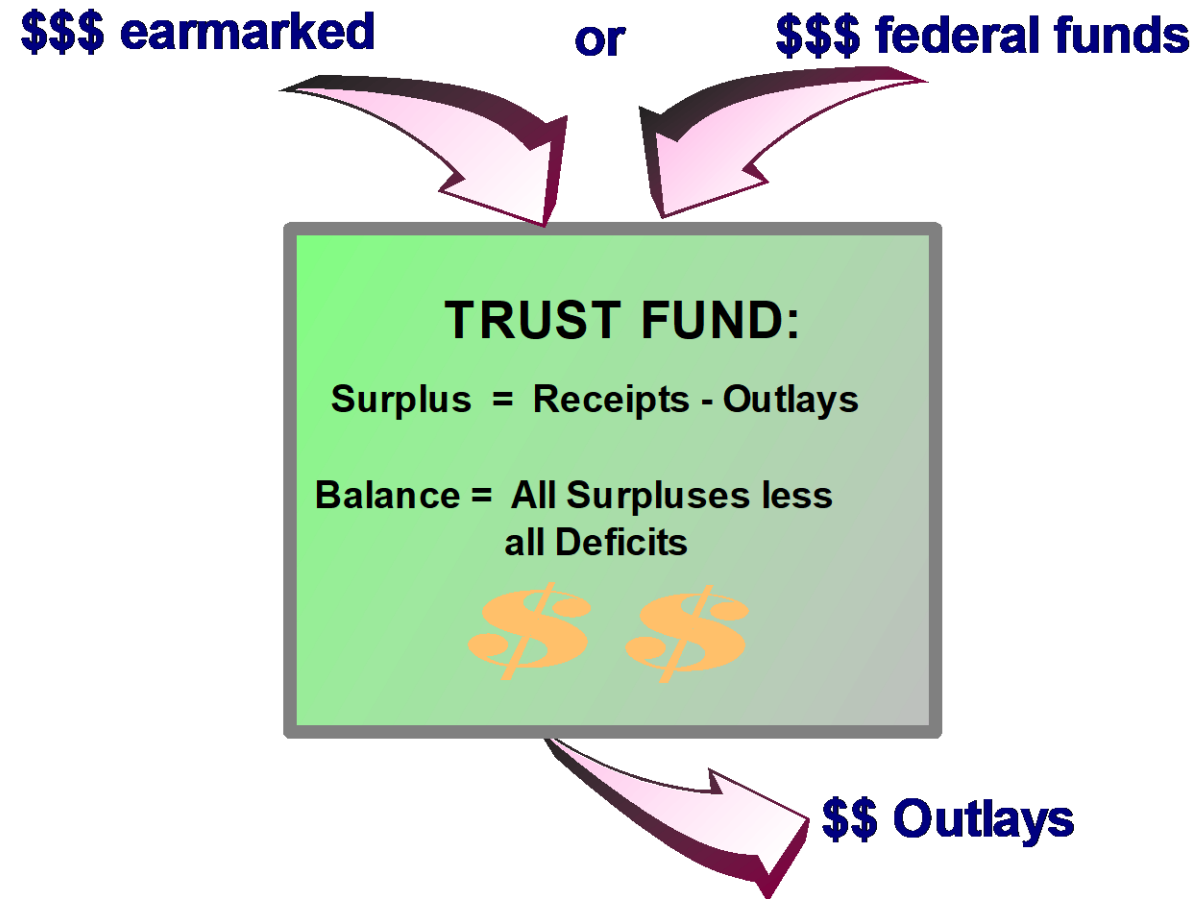 $$$ earmarked or $$$ federal funds
TRUST FUND:
Surplus = Receipts - Outlays
Balance = All Surpluses less
all Deficits
$ $
$$ Outlays